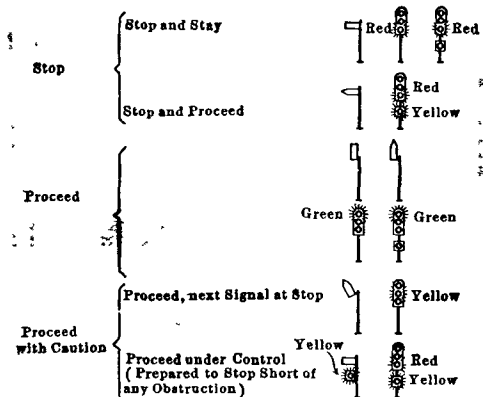 Stop and Stay
Red
Red
Stop
Red
Stop and Proceed
Yellow
Proceed
Green
Green
Proceed, next Signal at Stop
Yellow
Proceed
with Caution
Yellow
Proceed under Control
(Prepared to Stop Short of
any Obstruction)
Red
Yellow